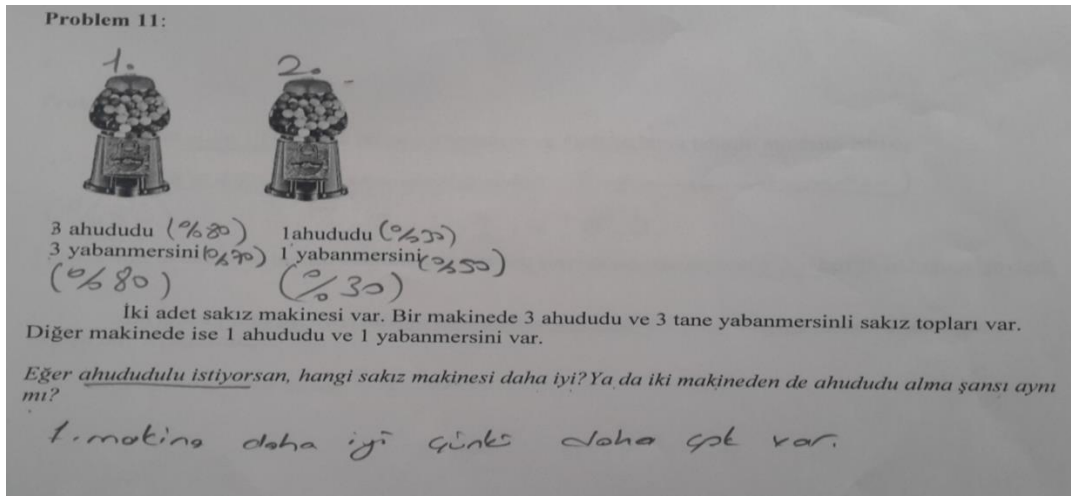 Problem 11:
1. 2.
3 ahududu (%80) 1ahududu (%30)
3 yabanmersini (%70) 1 yabanmersini (%50)
(%80) (%30)
İki adet sakız makinesi var. Bir makinede 3 ahududu ve 3 tane yabanmersinli sakız topları var.
Diğer makinede ise 1 ahududu ve 1 yabanmersini var.
Eğer ahududulu istiyorsan, hangi sakız makinesi daha iyi? Ya da iki makineden de ahududu alma şansı aynı
mı?
1. makina daha iyi çünkü daha çok var.